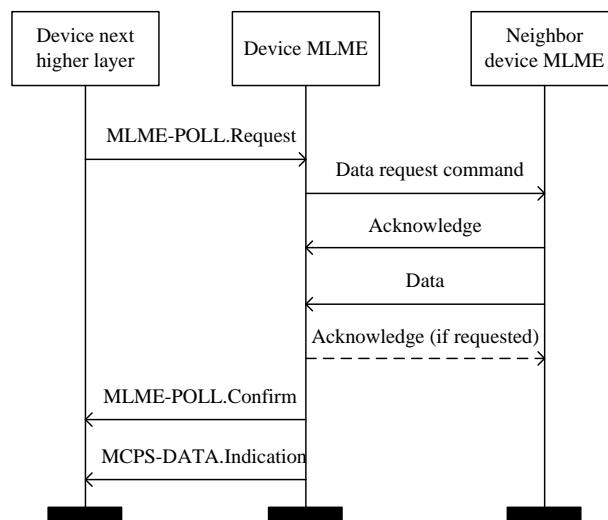 Device next
higher layer
Device MLME
Neighbor
device MLME
MLME-POLL.Request
Data request command
Acknowledge
Data
Acknowledge (if requested)
MLME-POLL.Confirm
MCPS-DATA.Indication